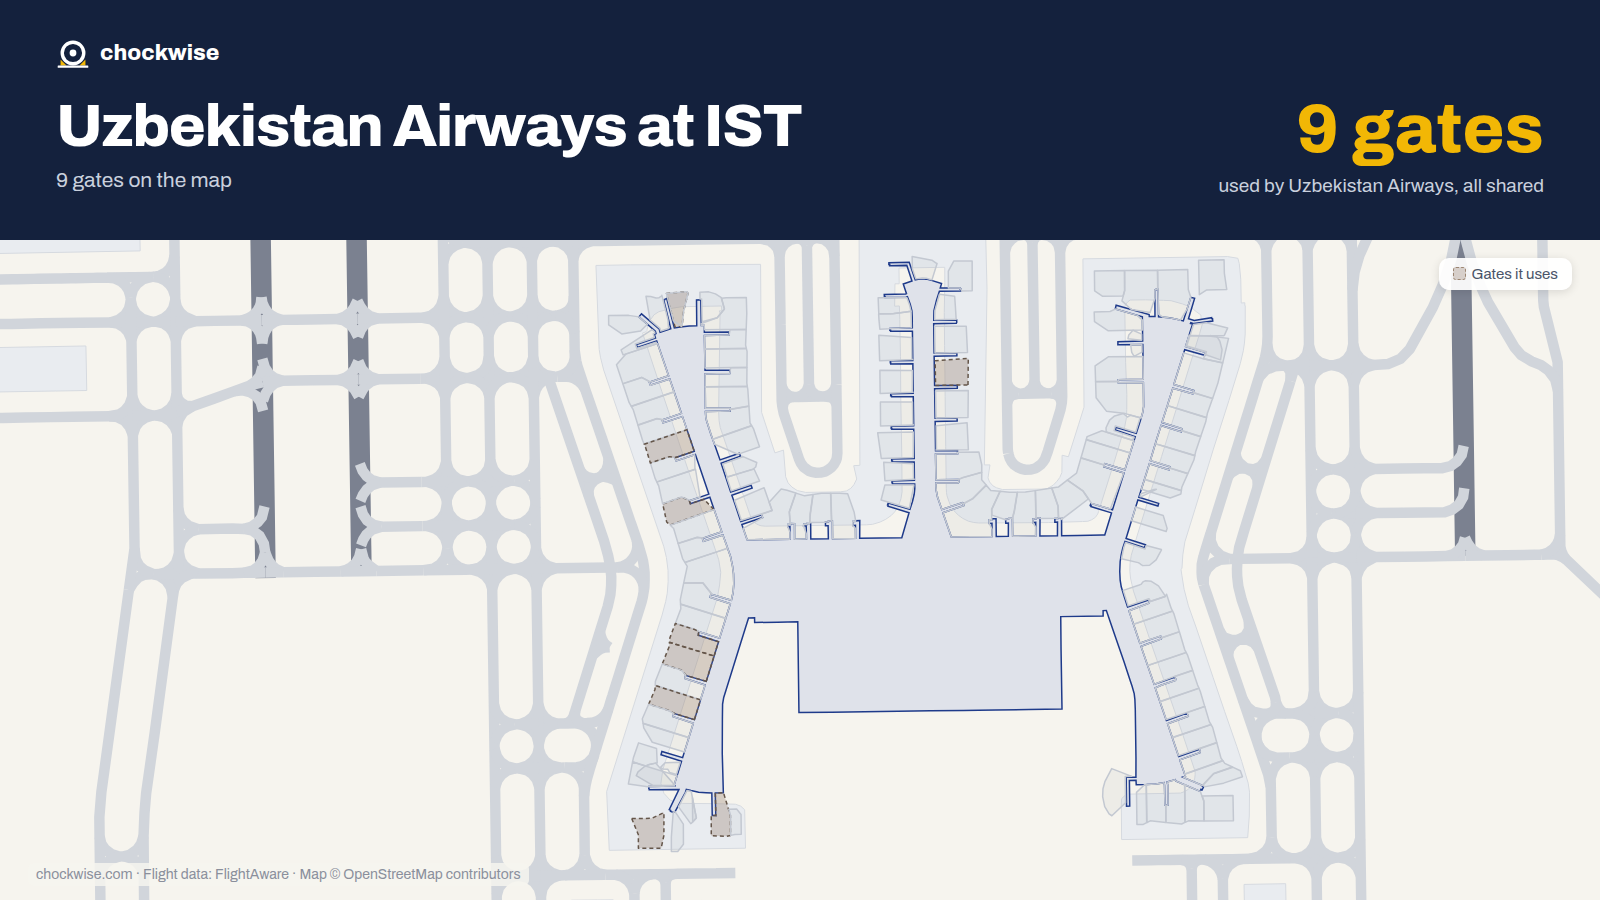 chockwise
Uzbekistan Airways at IST
9 gates on the map
9 gates
used by Uzbekistan Airways, all shared
Gates it uses
chockwise.com · Flight data: FlightAware · Map © OpenStreetMap contributors